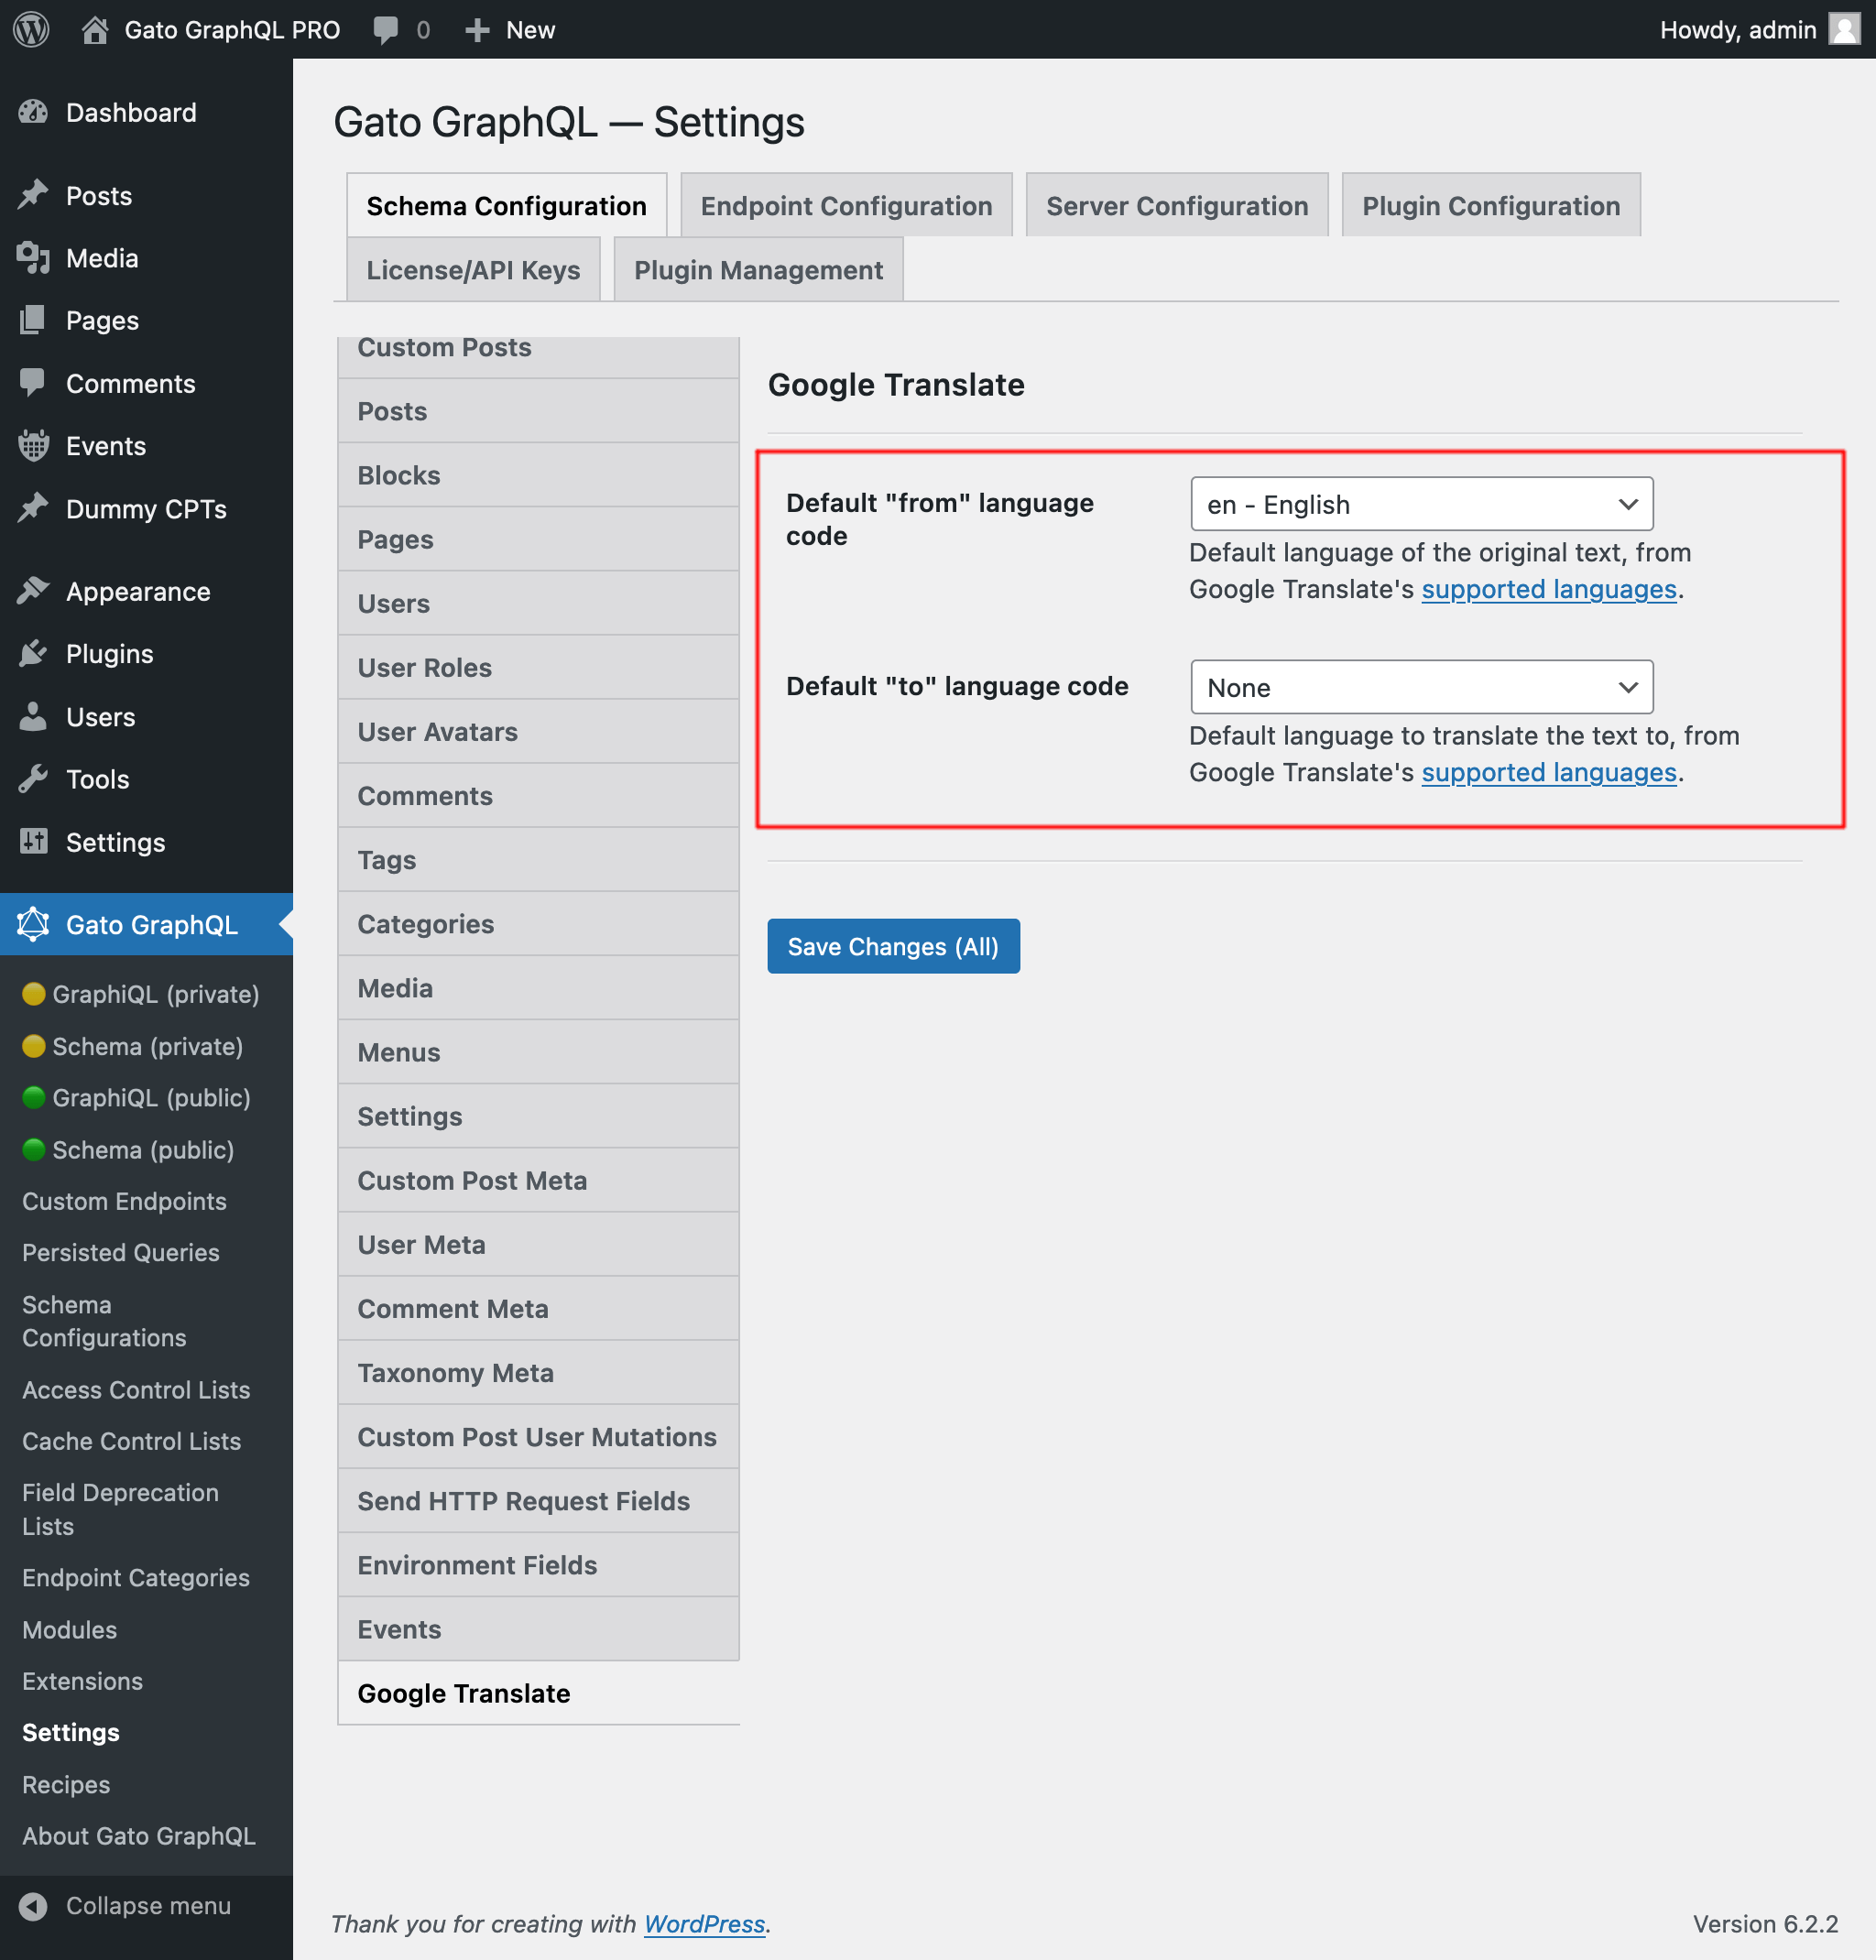 Gato GraphQL PRO
0
New
Howdy, admin
Dashboard
Posts
Media
Pages
Comments
Events
Dummy CPTs
Appearance
Plugins
Users
Tools
Settings
Gato GraphQL
GraphiQL (private)
Schema (private)
GraphiQL (public)
Schema (public)
Custom Endpoints
Persisted Queries
Schema
Configurations
Access Control Lists
Cache Control Lists
Field Deprecation
Lists
Endpoint Categories
Modules
Extensions
Settings
Recipes
About Gato GraphQL
Collapse menu
Gato GraphQL — Settings
Schema Configuration
Endpoint Configuration
Server Configuration
Plugin Configuration
License/API Keys
Plugin Management
Custom Posts
Posts
Blocks
Pages
Users
User Roles
User Avatars
Comments
Tags
Categories
Media
Menus
Settings
Custom Post Meta
User Meta
Comment Meta
Taxonomy Meta
Custom Post User Mutations
Send HTTP Request Fields
Environment Fields
Events
Google Translate
Google Translate
Default "from" language
code
en - English
Default language of the original text, from
Google Translate's supported languages.
Default "to" language code
None
Default language to translate the text to, from
Google Translate's supported languages.
Save Changes (All)
Thank you for creating with WordPress.
Version 6.2.2